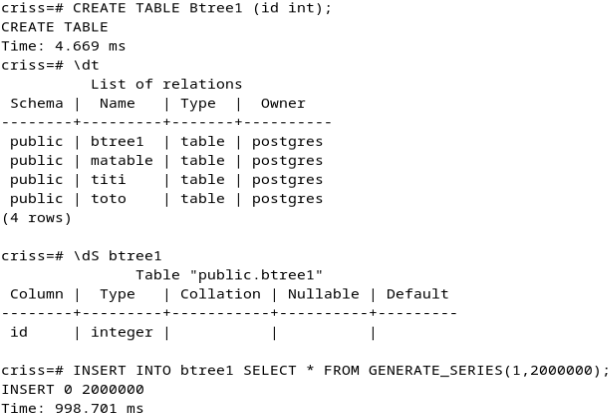 criss=# CREATE TABLE Btree1 (id int);
CREATE TABLE
Time: 4.669 ms
criss=# \dt
          List of relations
 Schema |  Name   | Type  |  Owner
--------+---------+-------+----------
 public | btree1  | table | postgres
 public | matable | table | postgres
 public | titi    | table | postgres
 public | toto    | table | postgres
(4 rows)

criss=# \dS btree1
               Table "public.btree1"
 Column |  Type   | Collation | Nullable | Default
--------+---------+-----------+----------+---------
 id     | integer |           |          |

criss=# INSERT INTO btree1 SELECT * FROM GENERATE_SERIES(1,2000000);
INSERT 0 2000000
Time: 998.701 ms